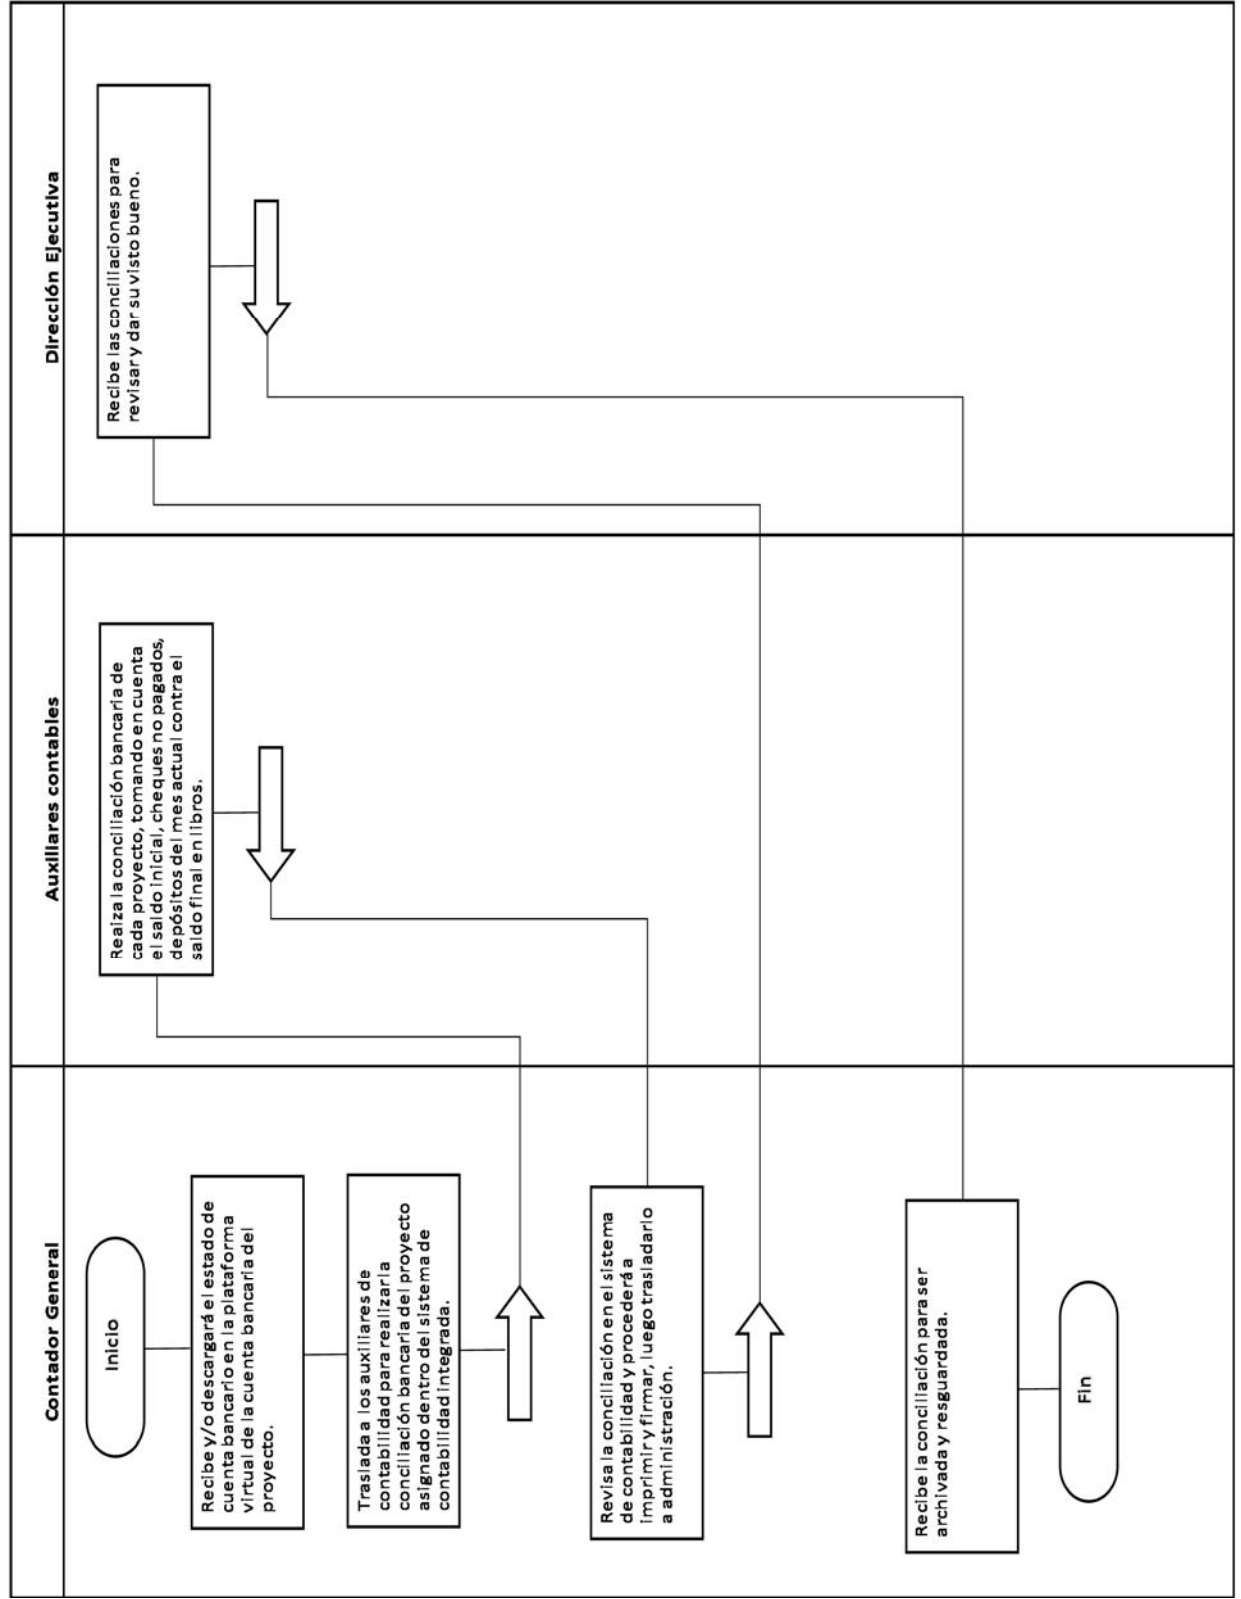 Contador General
Auxiliares contables
Dirección Ejecutiva
Inicio
Recibe y/o descargará el estado de
cuenta bancario en la plataforma
virtual de la cuenta bancaria del
proyecto.
Traslada a los auxiliares de
contabilidad para realizar la
conciliación bancaria del proyecto
asignado dentro del sistema de
contabilidad integrada.
Reaiza la conciliación bancaria de
cada proyecto, tomando en cuenta
el saldo inicial, cheques no pagados,
depósitos del mes actual contra el
saldo final en libros.
Revisa la conciliación en el sistema
de contabilidad y procederá a
imprimir y firmar, luego trasladarlo
a administración.
Recibe las conciliaciones para
revisar y dar su visto bueno.
Recibe la conciliación para ser
archivada y resguardada.
Fin